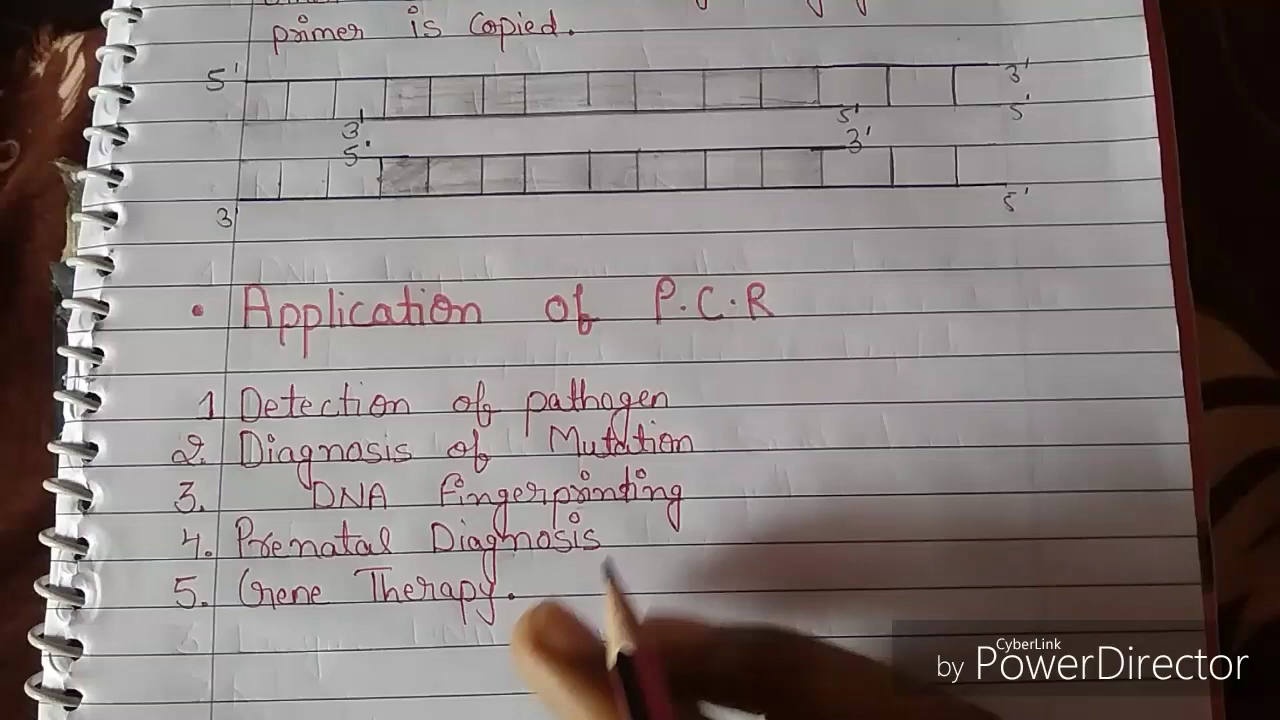 primer is Copied.
5' 3'
3' 5' 5'
5' 3'
3' 5'
• Application of P.C.R
1 Detection of pathogen
2. Diagnosis of Mutation
3. DNA fingerprinting
4. Prenatal Diagnosis
5. Gene Therapy.
CyberLink
by PowerDirector